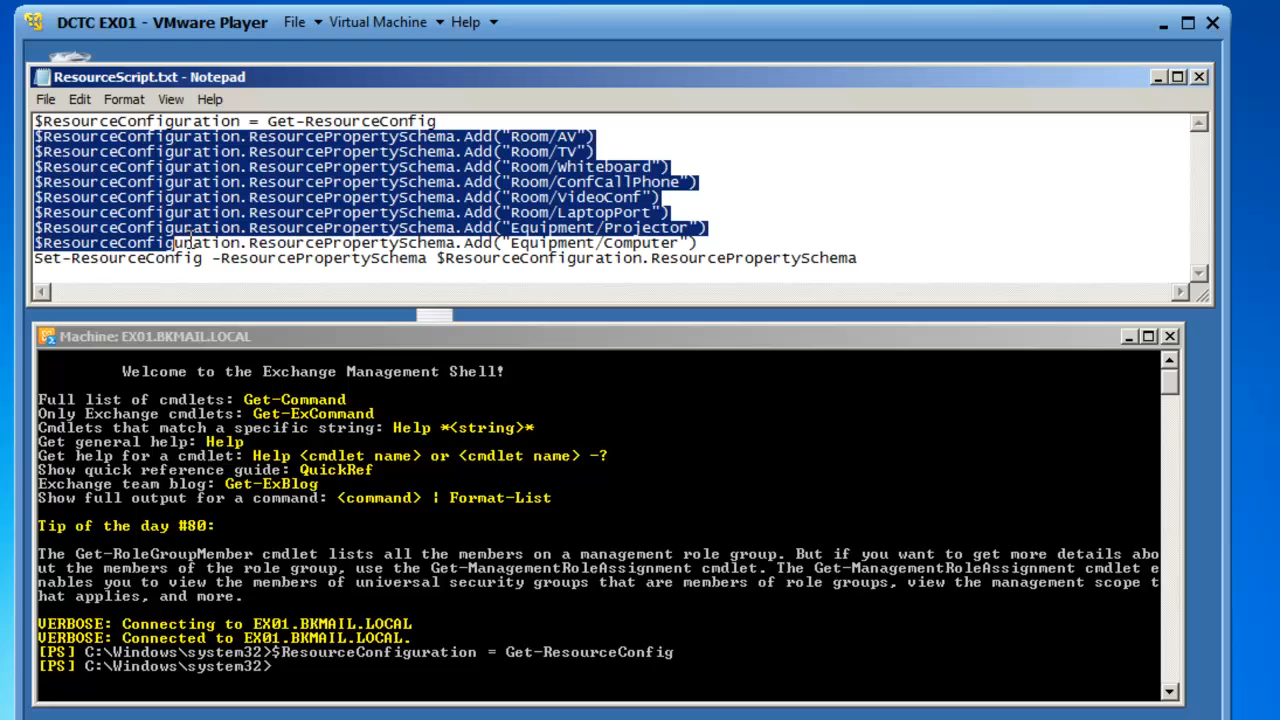 DCTC EX01 - VMware Player File Virtual Machine Help
ResourceScript.txt - Notepad
File Edit Format View Help
$ResourceConfiguration = Get-ResourceConfig
$ResourceConfiguration.ResourcePropertySchema.Add("Room/AV")
$ResourceConfiguration.ResourcePropertySchema.Add("Room/TV")
$ResourceConfiguration.ResourcePropertySchema.Add("Room/Whiteboard")
$ResourceConfiguration.ResourcePropertySchema.Add("Room/ConfCallPhone")
$ResourceConfiguration.ResourcePropertySchema.Add("Room/VideoConf")
$ResourceConfiguration.ResourcePropertySchema.Add("Room/LaptopPort")
$ResourceConfiguration.ResourcePropertySchema.Add("Equipment/Projector")
$ResourceConfiguration.ResourcePropertySchema.Add("Equipment/Computer")
Set-ResourceConfig -ResourcePropertySchema $ResourceConfiguration.ResourcePropertySchema
Machine: EX01.BKMAIL.LOCAL
Welcome to the Exchange Management Shell!
Full list of cmdlets: Get-Command
Only Exchange cmdlets: Get-ExCommand
Cmdlets that match a specific string: Help *<string>*
Get general help: Help
Get help for a cmdlet: Help <cmdlet name> or <cmdlet name> -?
Show quick reference guide: QuickRef
Exchange team blog: Get-ExBlog
Show full output for a command: <command> | Format-List
Tip of the day #80:
The Get-RoleGroupMember cmdlet lists all the members on a management role group. But if you want to get more details abo
ut the members of the role group, use the Get-ManagementRoleAssignment cmdlet. The Get-ManagementRoleAssignment cmdlet e
nables you to view the members of universal security groups that are members of role groups, view the management scope t
hat applies, and more.
VERBOSE: Connecting to EX01.BKMAIL.LOCAL
VERBOSE: Connected to EX01.BKMAIL.LOCAL.
[PS] C:\Windows\system32>$ResourceConfiguration = Get-ResourceConfig
[PS] C:\Windows\system32>